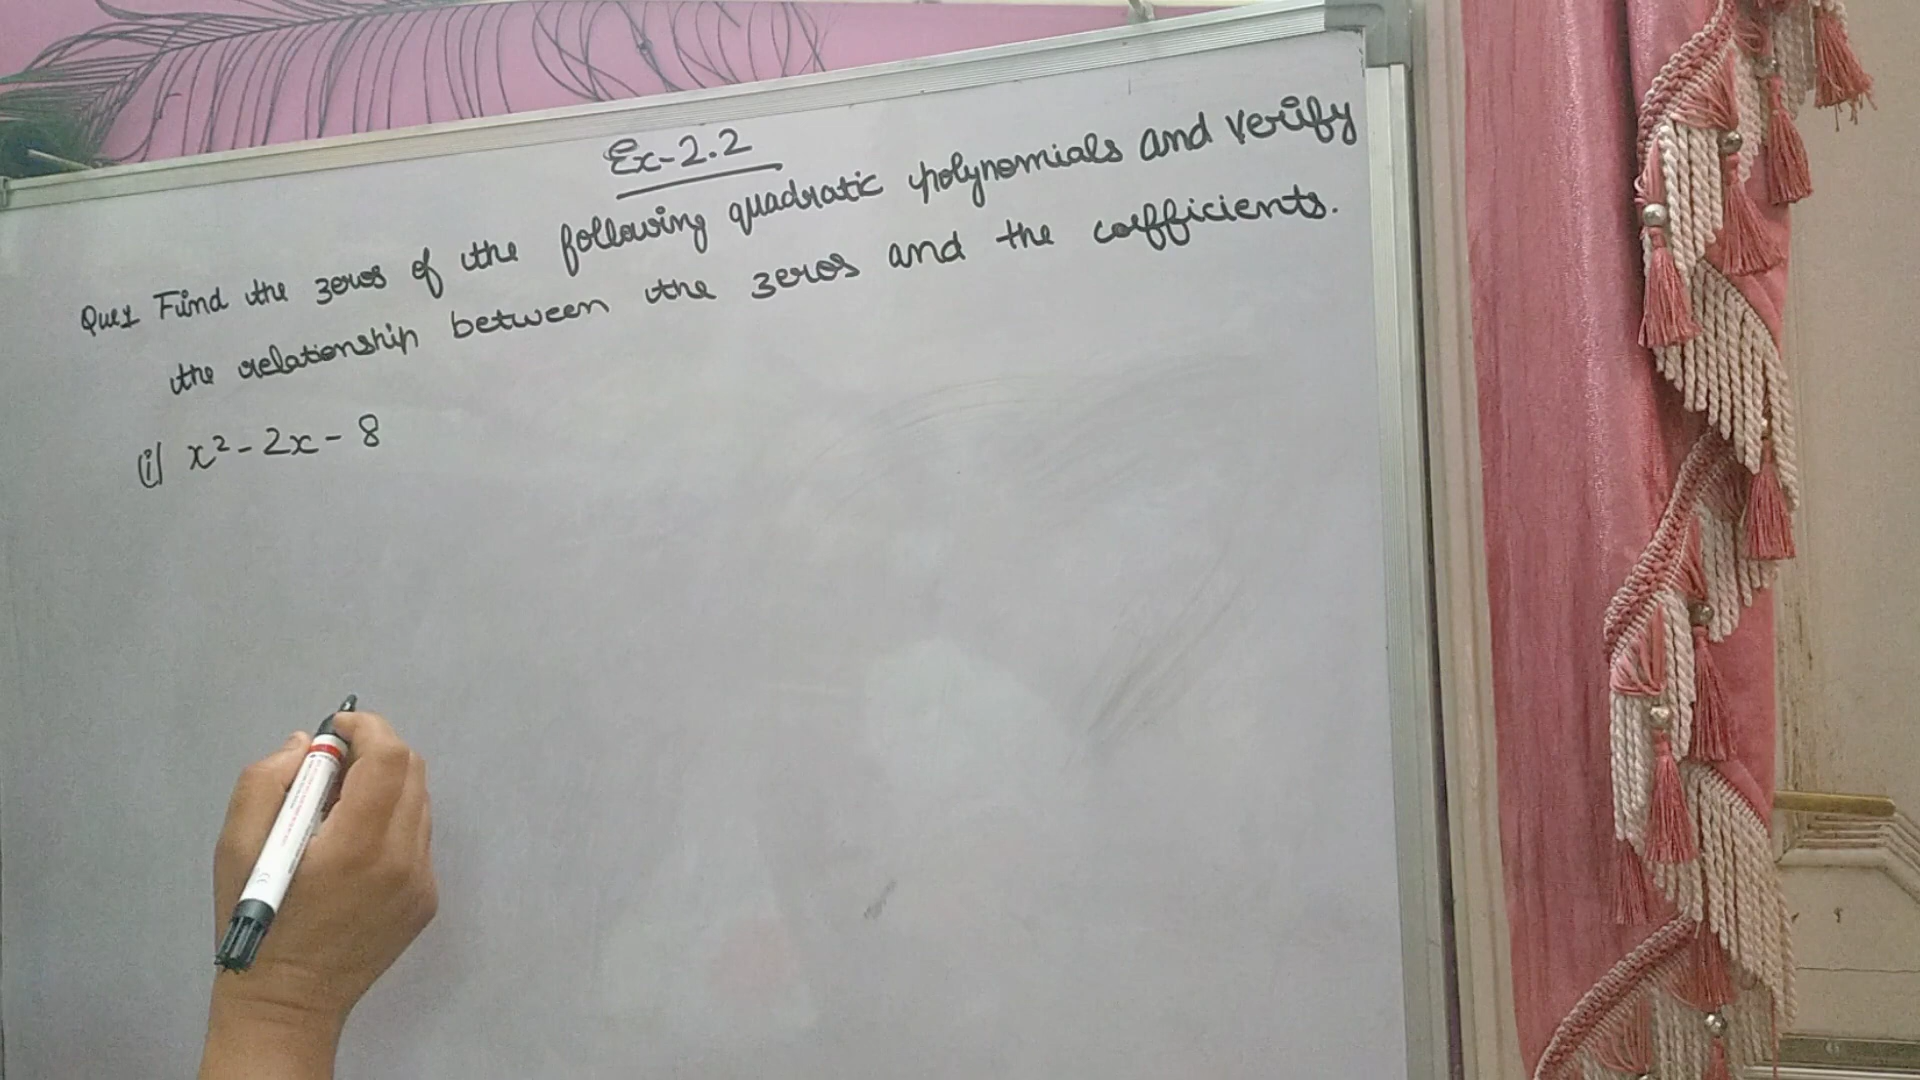 Ex-2.2
Que1 Find the zeros of the following quadratic polynomials and verify
the relationship between the zeros and the coefficients.
(i) x² - 2x - 8